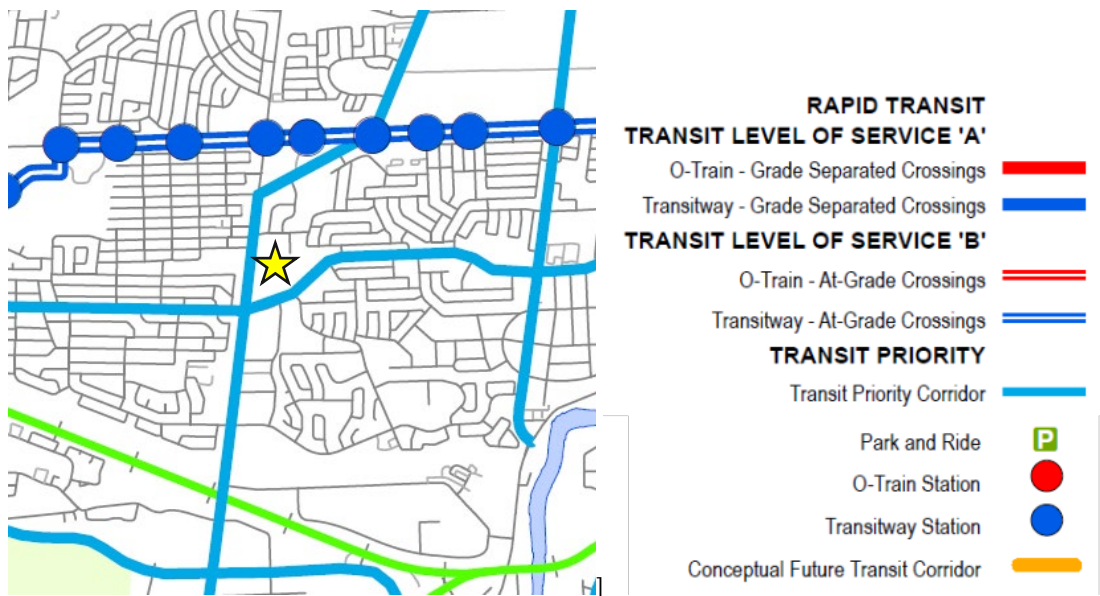 RAPID TRANSIT
TRANSIT LEVEL OF SERVICE 'A'
O-Train - Grade Separated Crossings
Transitway - Grade Separated Crossings
TRANSIT LEVEL OF SERVICE 'B'
O-Train - At-Grade Crossings
Transitway - At-Grade Crossings
TRANSIT PRIORITY
Transit Priority Corridor
Park and Ride
P
O-Train Station
Transitway Station
Conceptual Future Transit Corridor